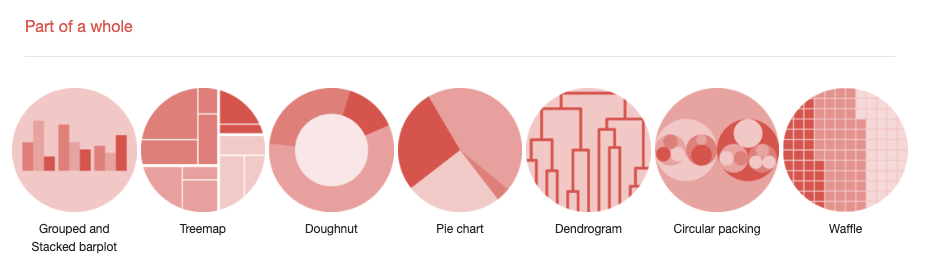 Part of a whole
Grouped and
Stacked barplot
Treemap
Doughnut
Pie chart
Dendrogram
Circular packing
Waffle